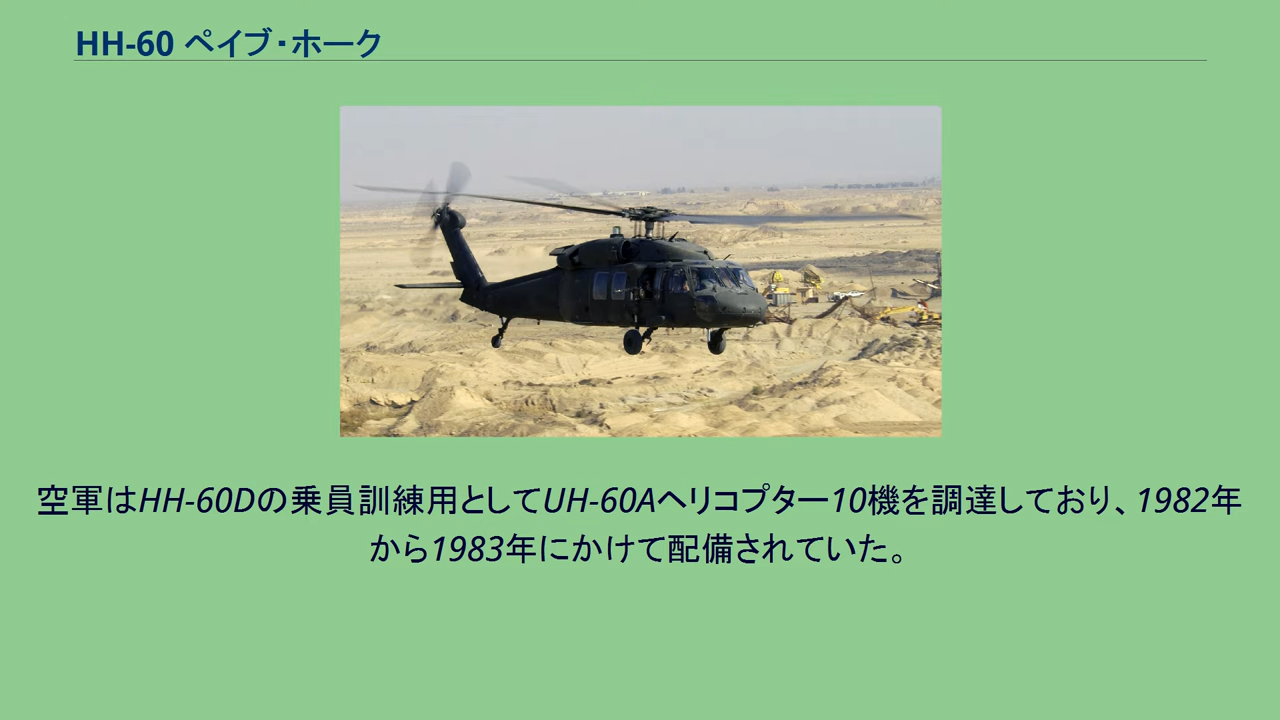 HH-60 ペイブ・ホーク
空軍はHH-60Dの乗員訓練用としてUH-60Aヘリコプター10機を調達しており、1982年
から1983年にかけて配備されていた。